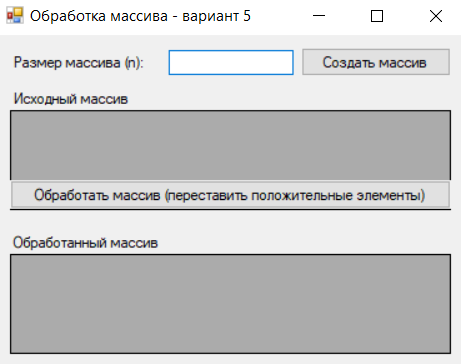 Обработка массива - вариант 5
Размер массива (n):
Создать массив
Исходный массив
Обработать массив (переставить положительные элементы)
Обработанный массив